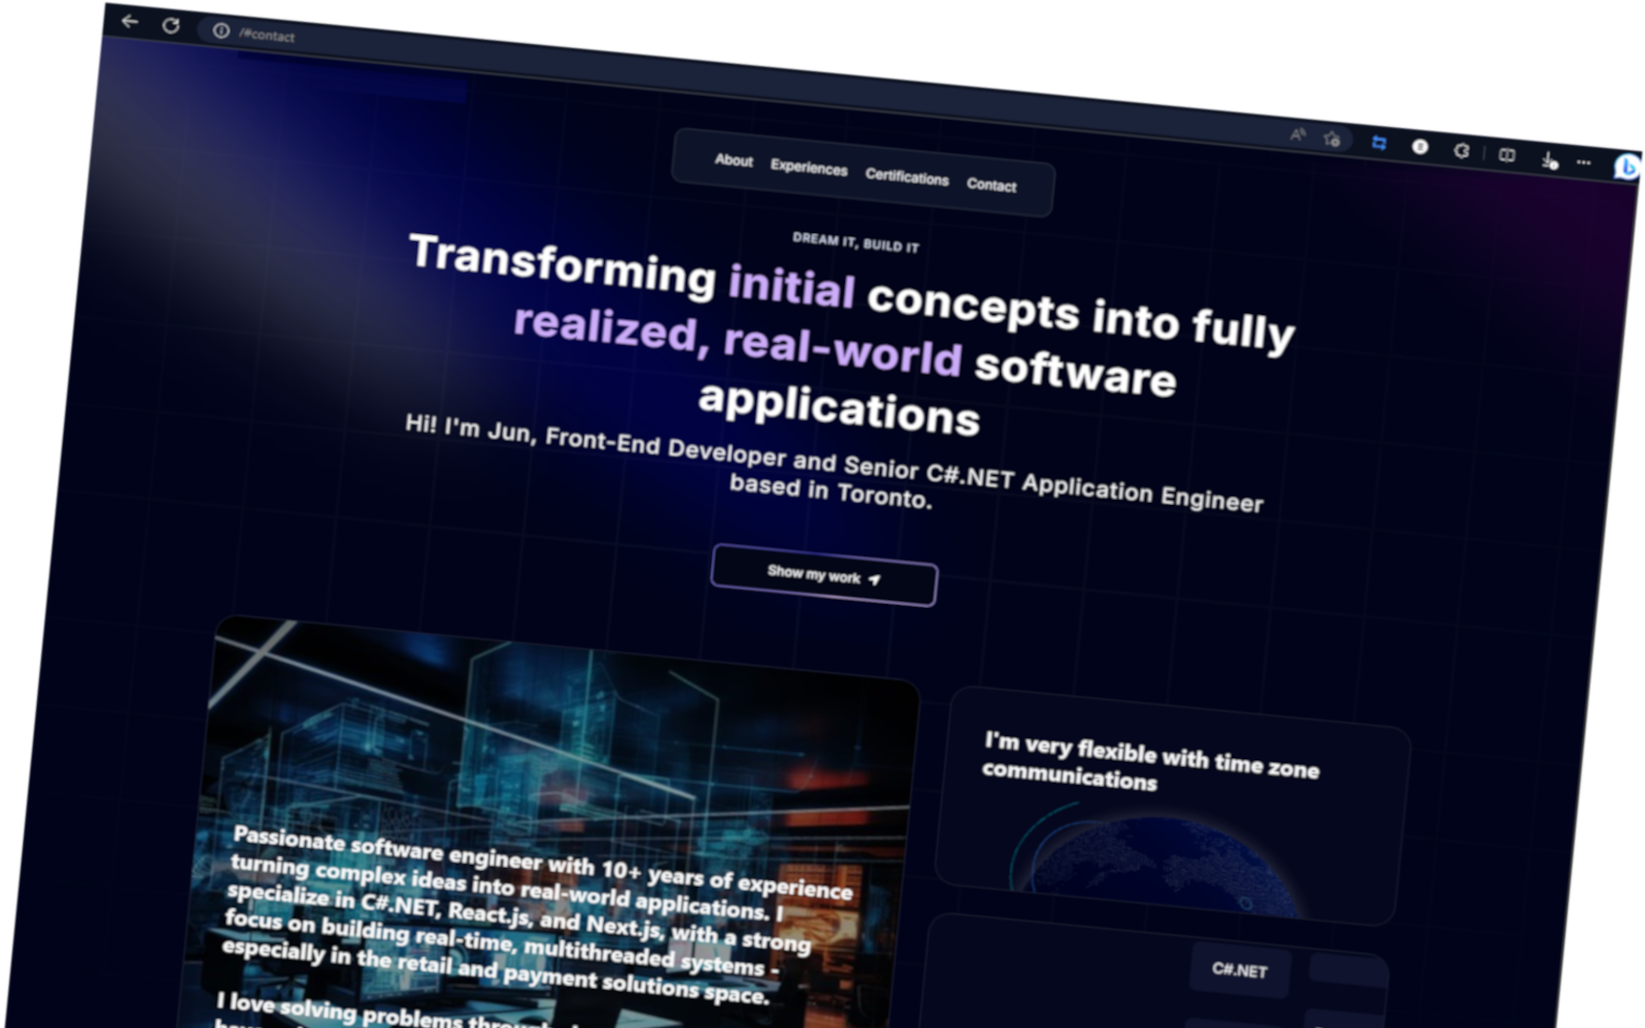 /#contact
About Experiences Certifications Contact
DREAM IT, BUILD IT
Transforming initial concepts into fully
realized, real-world software
applications
Hi! I'm Jun, Front-End Developer and Senior C#.NET Application Engineer
based in Toronto.
Show my work
I'm very flexible with time zone
communications
Passionate software engineer with 10+ years of experience
turning complex ideas into real-world applications. I
specialize in C#.NET, React.js, and Next.js, with a strong
focus on building real-time, multithreaded systems -
especially in the retail and payment solutions space.
I love solving problems
C#.NET